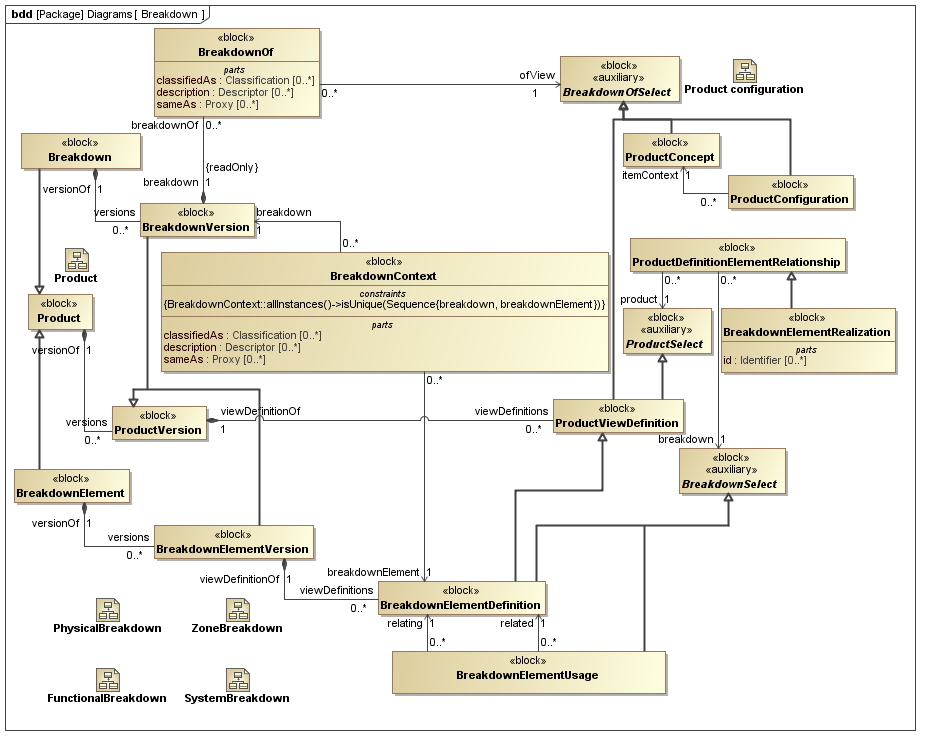 bdd [Package] Diagrams [ Breakdown ]
«block»
BreakdownOf
parts
classifiedAs : Classification [0..*]
description : Descriptor [0..*]
sameAs : Proxy [0..*]
ofView
0..*
1
«block»
«auxiliary»
BreakdownOfSelect
Product configuration
breakdownOf
0..*
«block»
Breakdown
{readOnly}
breakdown
1
versionOf
1
versions
0..*
«block»
BreakdownVersion
breakdown
1
0..*
«block»
ProductConcept
itemContext
1
0..*
«block»
ProductConfiguration
Product
«block»
BreakdownContext
constraints
{BreakdownContext::allInstances()->isUnique(Sequence{breakdown, breakdownElement})}
parts
classifiedAs : Classification [0..*]
description : Descriptor [0..*]
sameAs : Proxy [0..*]
0..*
«block»
ProductDefinitionElementRelationship
0..*
0..*
product
1
«block»
Product
versionOf
1
«block»
«auxiliary»
ProductSelect
«block»
BreakdownElementRealization
parts
id : Identifier [0..*]
versions
0..*
«block»
ProductVersion
viewDefinitionOf
1
viewDefinitions
0..*
«block»
ProductViewDefinition
breakdown
1
«block»
«auxiliary»
BreakdownSelect
«block»
BreakdownElement
versionOf
1
versions
0..*
«block»
BreakdownElementVersion
viewDefinitionOf
1
viewDefinitions
0..*
breakdownElement
1
«block»
BreakdownElementDefinition
relating
1
0..*
related
1
0..*
«block»
BreakdownElementUsage
PhysicalBreakdown
ZoneBreakdown
FunctionalBreakdown
SystemBreakdown